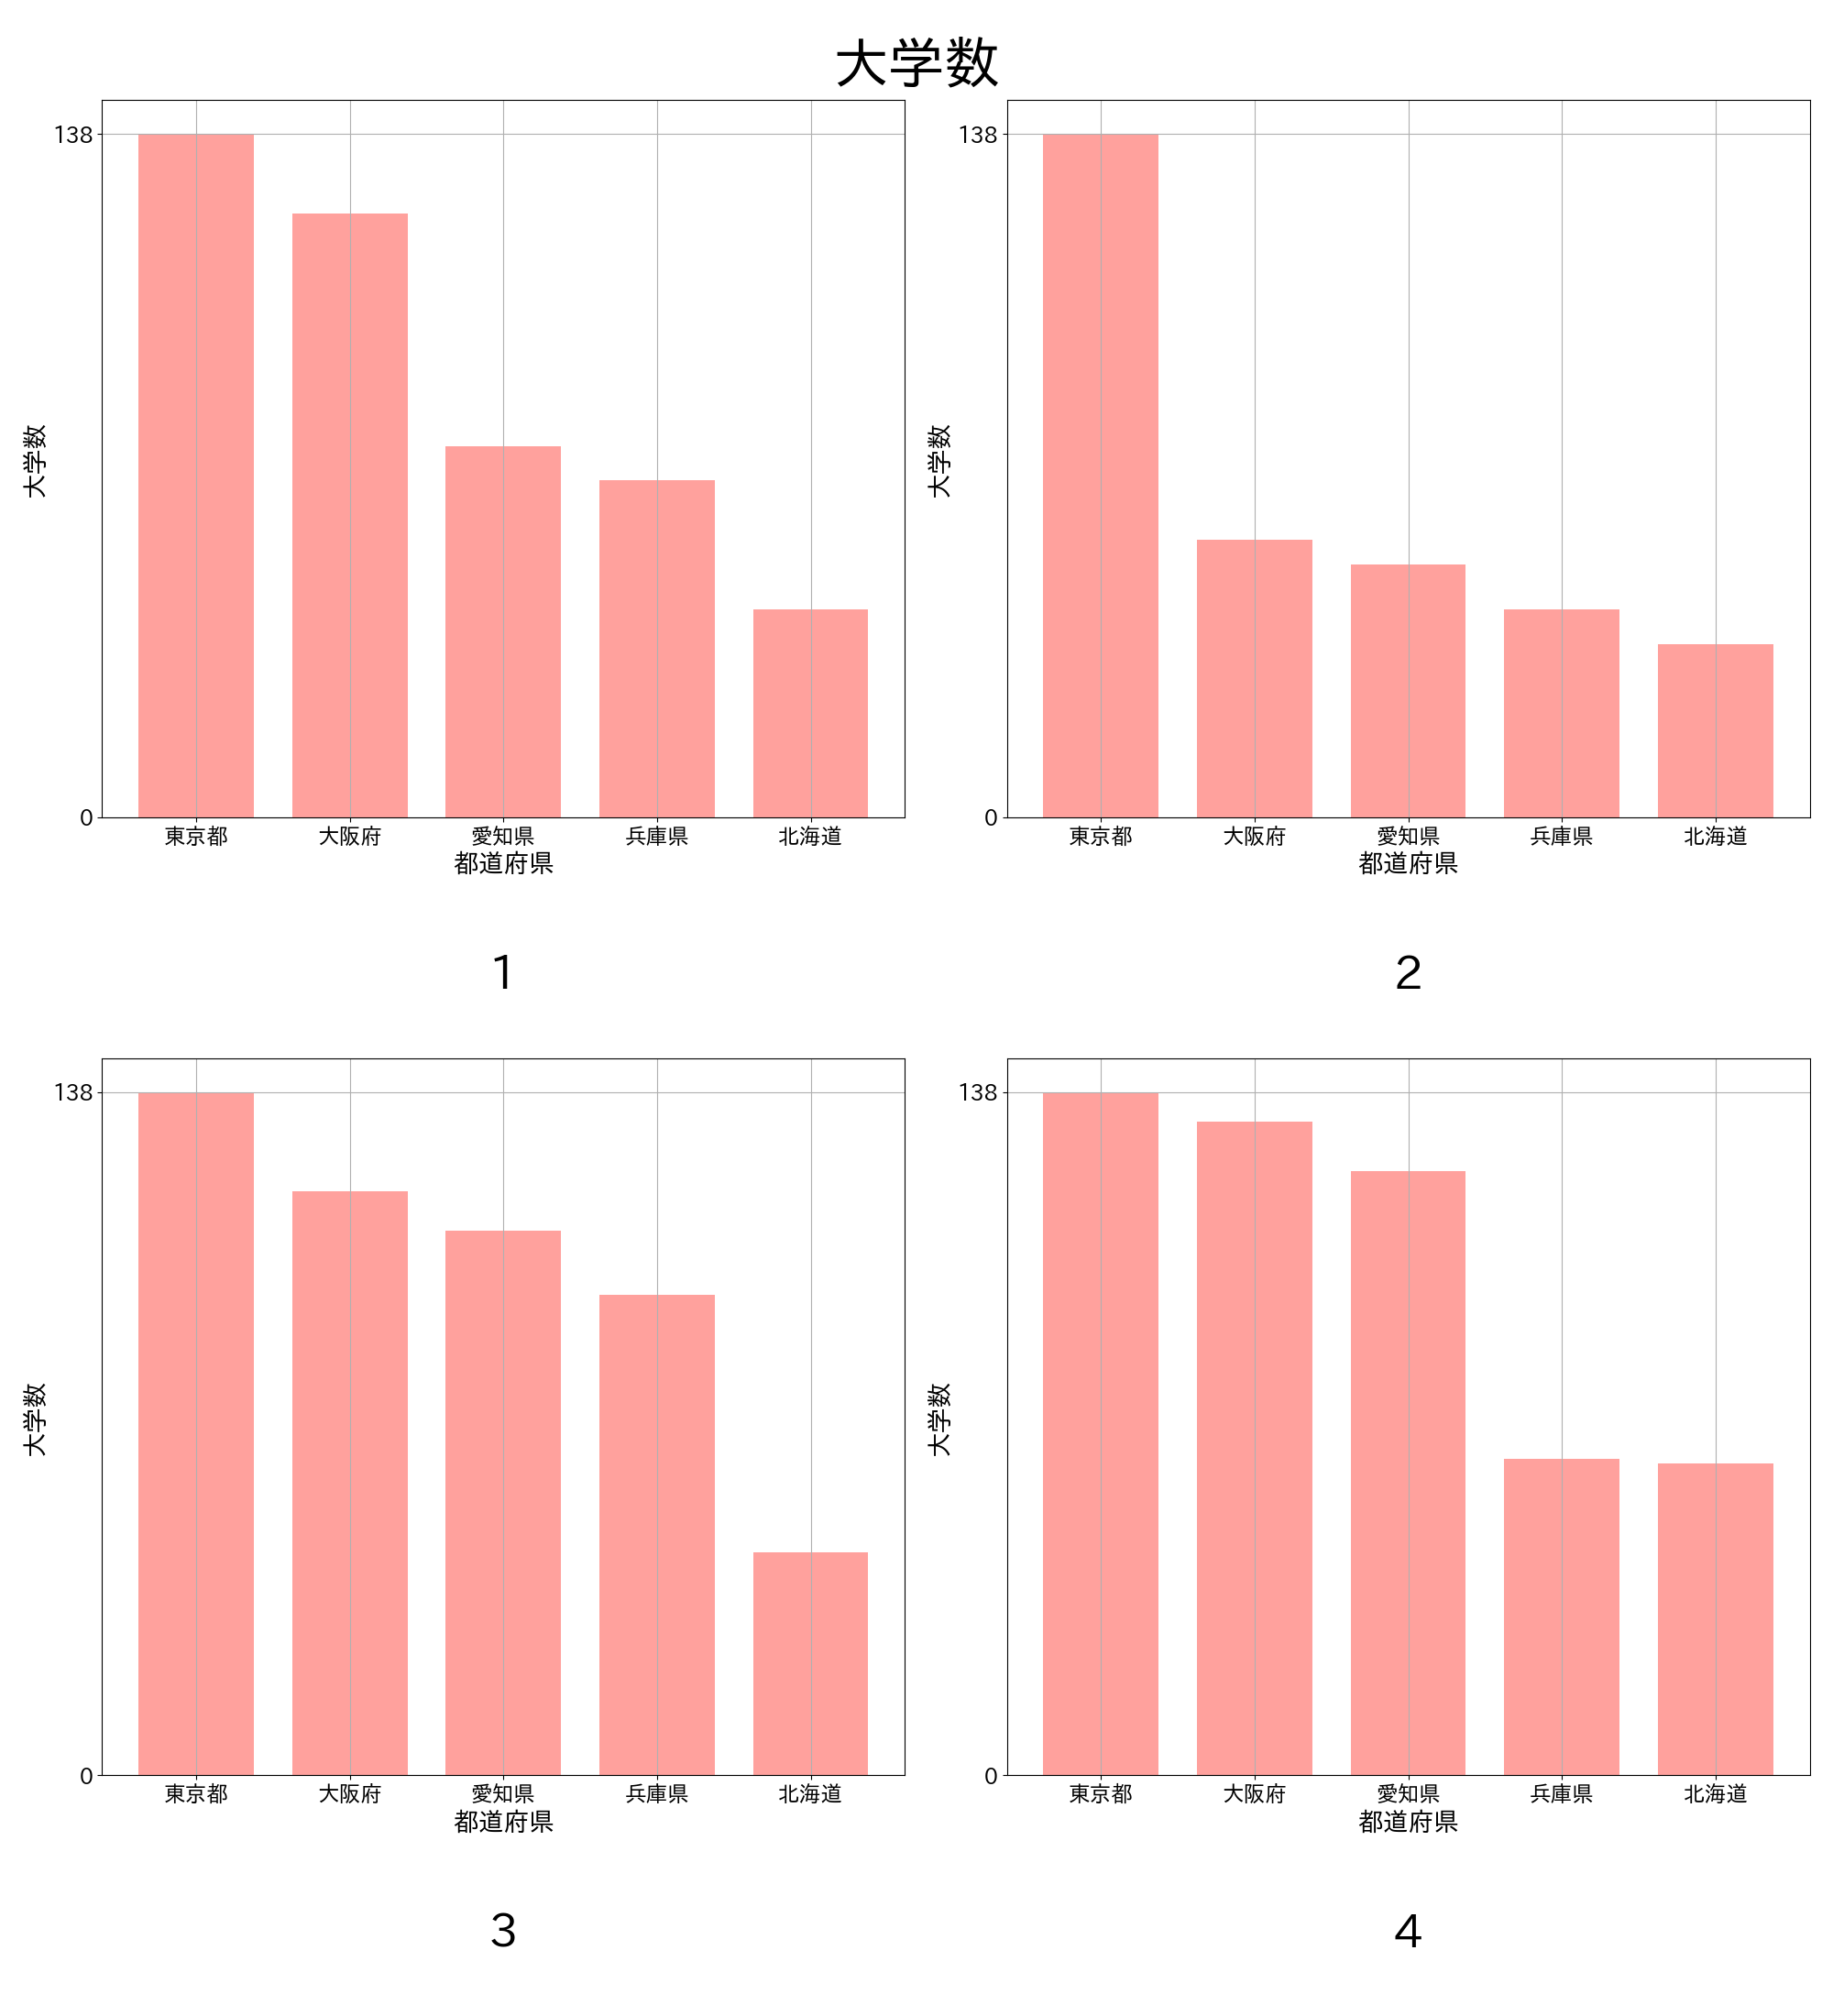 大学数
138
0
大学数
東京都 大阪府 愛知県 兵庫県 北海道
都道府県
1
138
0
大学数
東京都 大阪府 愛知県 兵庫県 北海道
都道府県
2
138
0
大学数
東京都 大阪府 愛知県 兵庫県 北海道
都道府県
3
138
0
大学数
東京都 大阪府 愛知県 兵庫県 北海道
都道府県
4